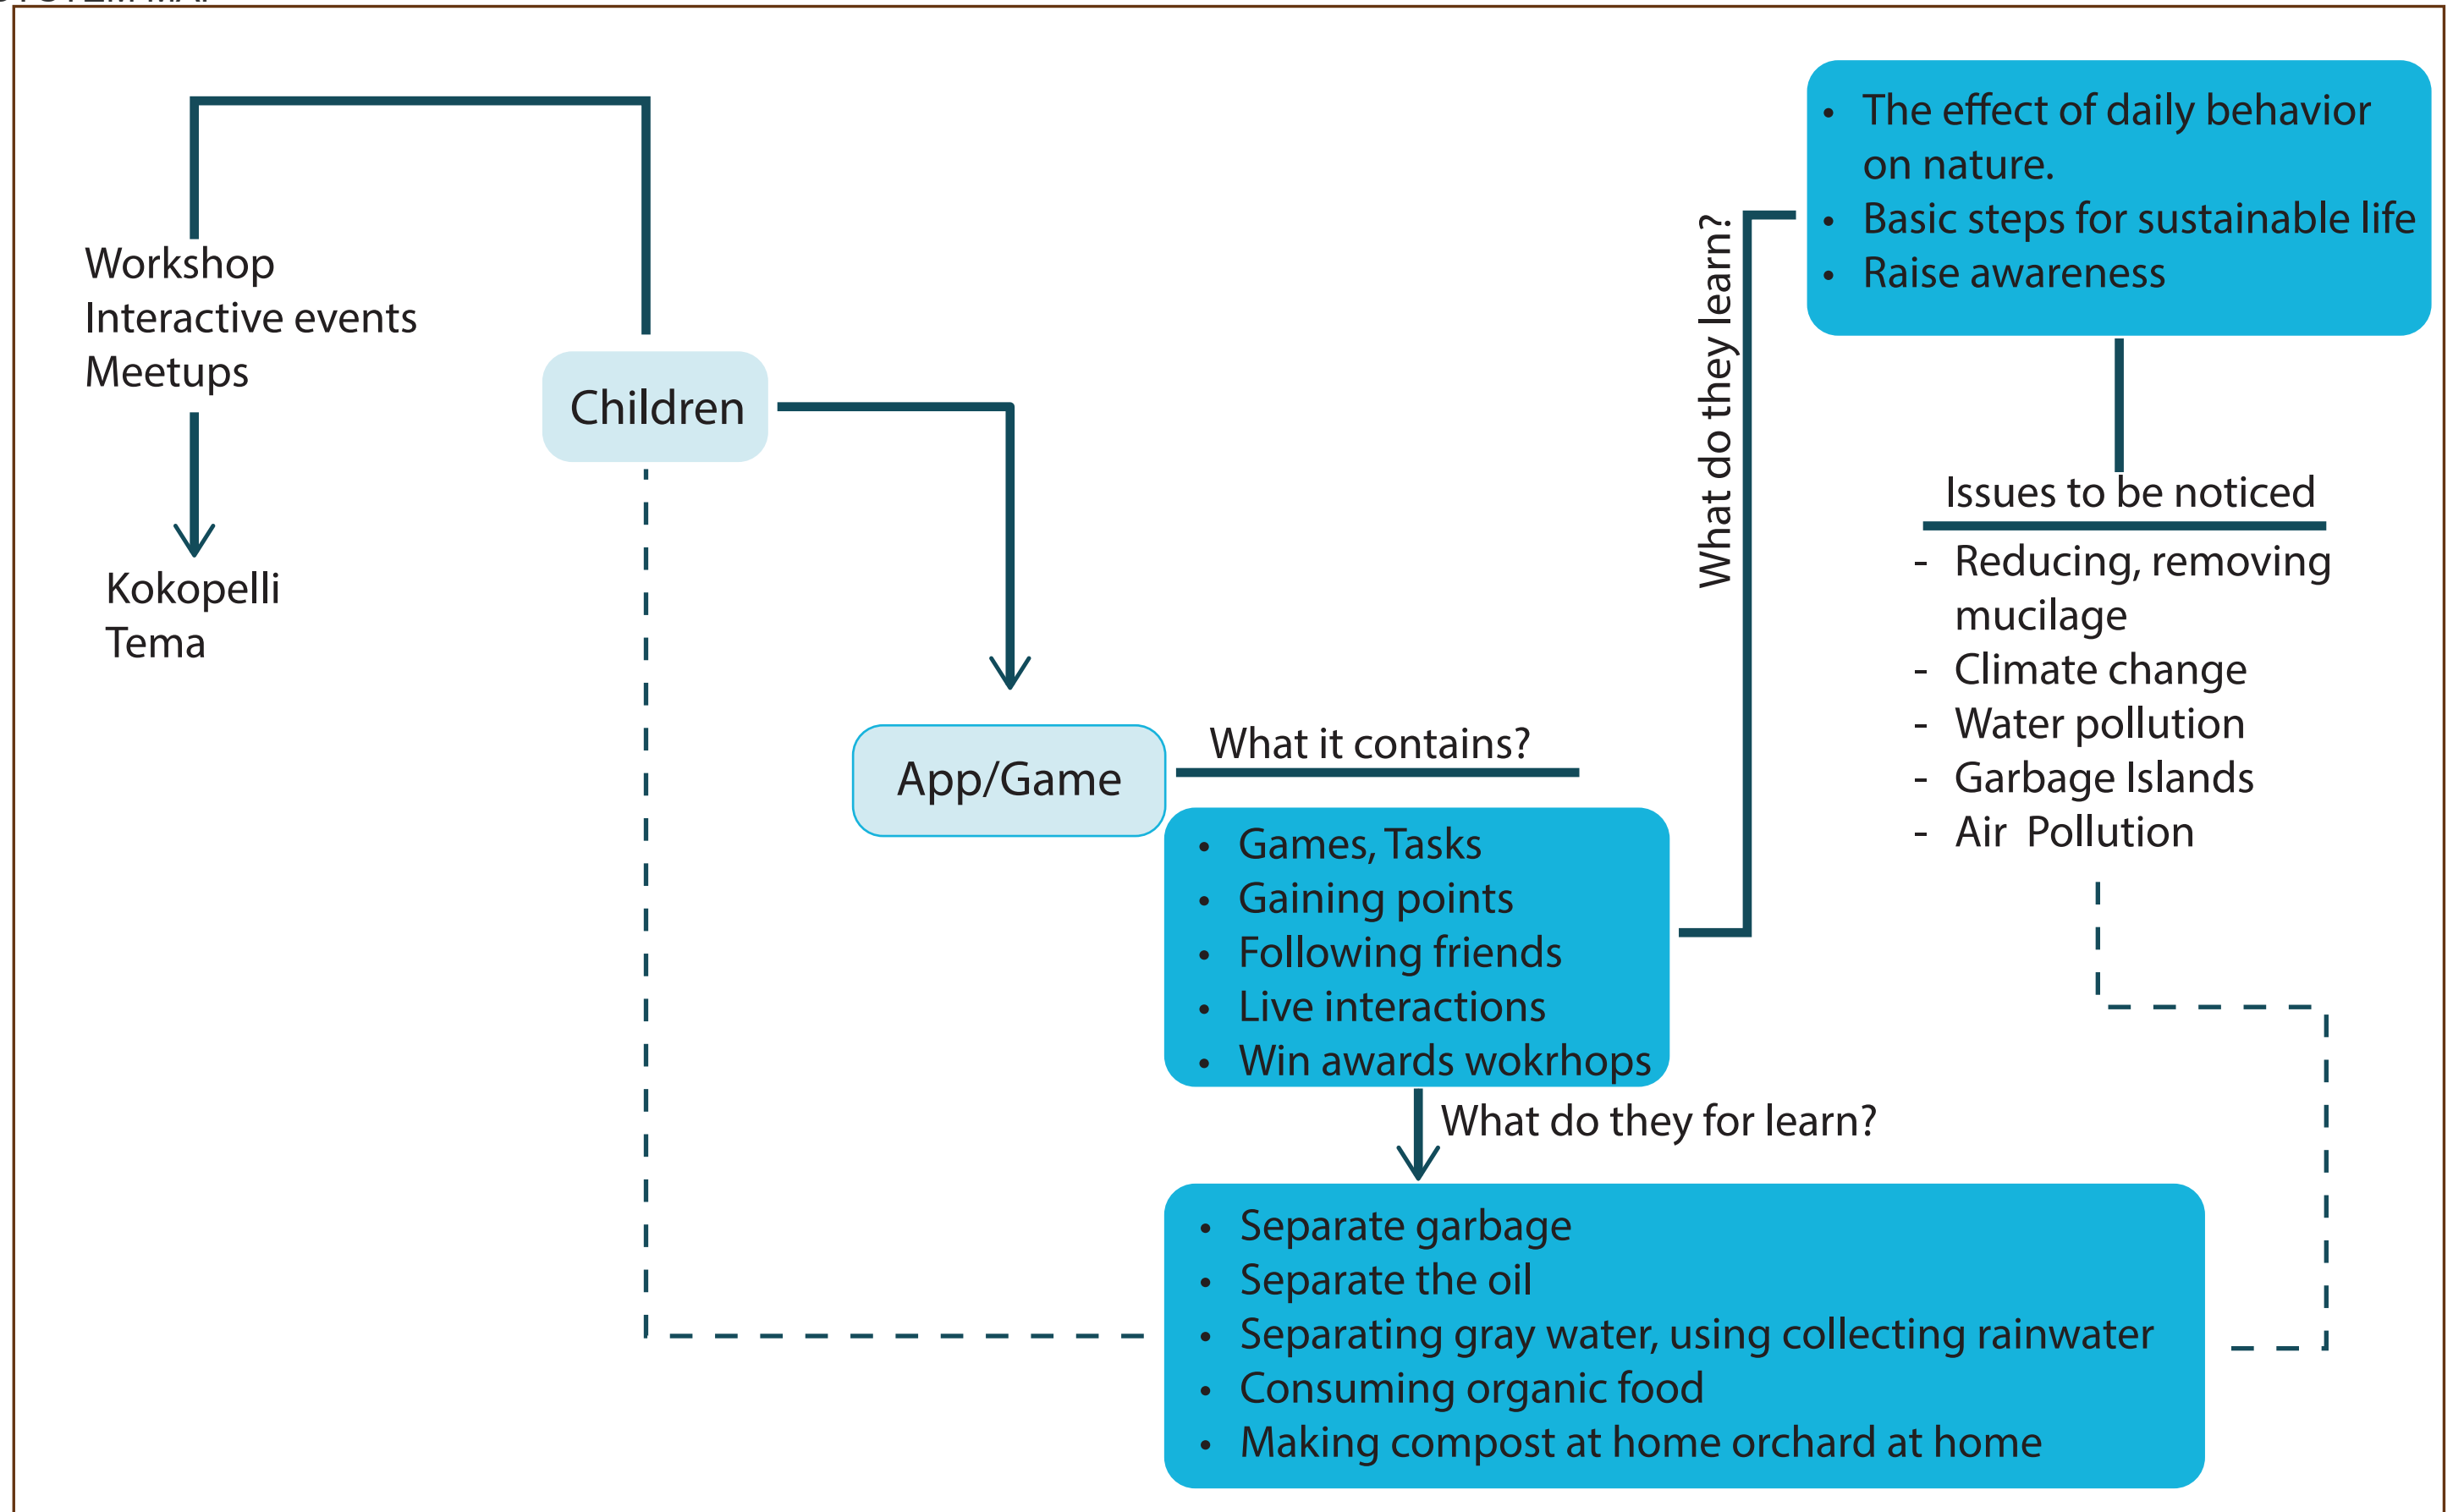 Workshop
Interactive events
Meetups
Kokopelli
Tema
Children
App/Game
What it contains?
• Games, Tasks
• Gaining points
• Following friends
• Live interactions
• Win awards wokrhops
What do they learn?
• The effect of daily behavior
on nature.
• Basic steps for sustainable life
• Raise awareness
Issues to be noticed
- Reducing, removing
mucilage
- Climate change
- Water pollution
- Garbage Islands
- Air  Pollution
What do they for learn?
• Separate garbage
• Separate the oil
• Separating gray water, using collecting rainwater
• Consuming organic food
• Making compost at home orchard at home